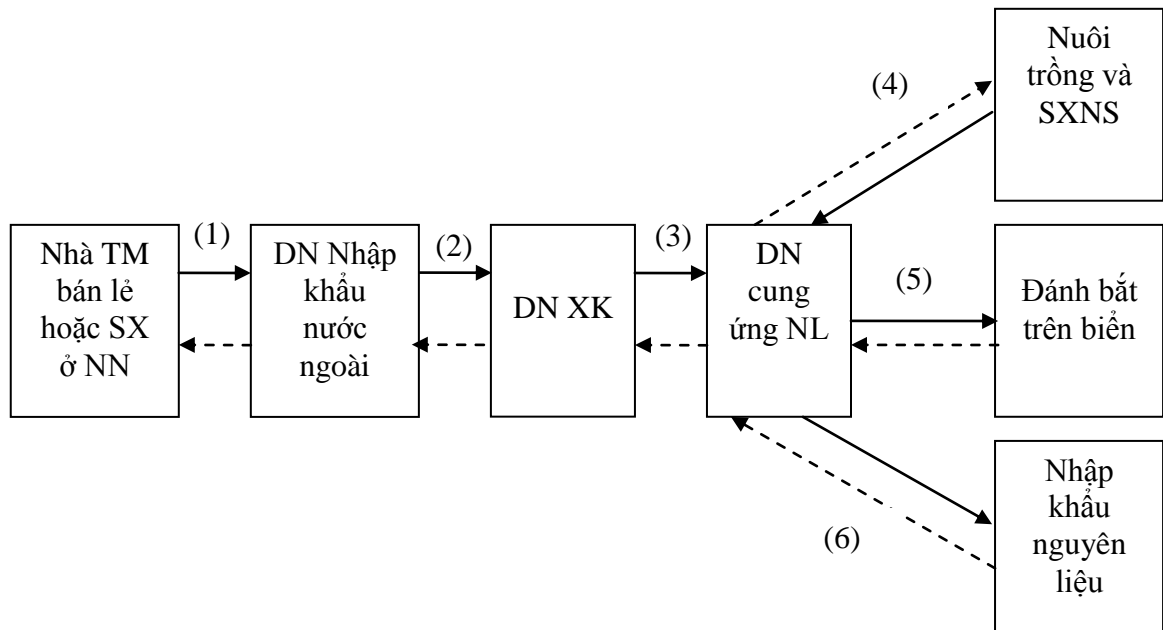 Nuôi
trồng và
SXNS
(4)
(1)
(2)
(3)
(5)
(6)
Nhà TM
bán lẻ
hoặc SX
ở NN
DN Nhập
khẩu
nước
ngoài
DN XK
DN
cung
ứng NL
Đánh bắt
trên biển
Nhập
khẩu
nguyên
liệu